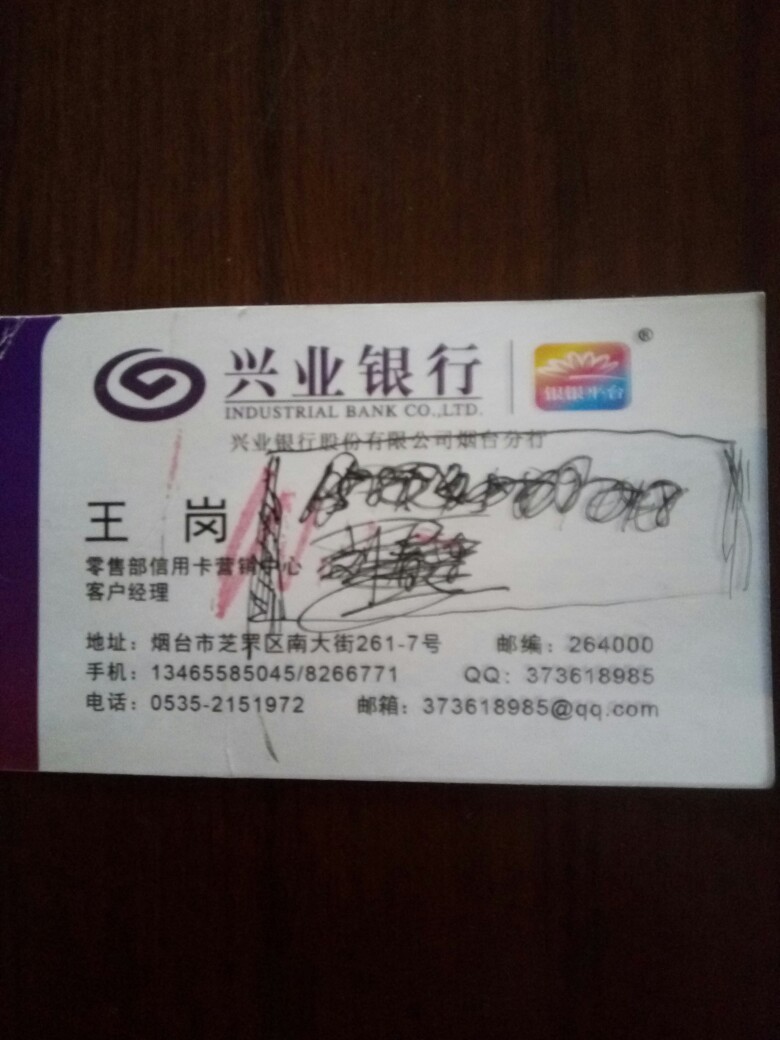 兴业银行
INDUSTRIAL BANK CO.,LTD.
银银平台
®
兴业银行股份有限公司烟台分行
王 岗
零售部信用卡营销中心
客户经理
地址：烟台市芝罘区南大街261-7号 邮编：264000
手机：13465585045/8266771 QQ：373618985
电话：0535-2151972 邮箱：373618985@qq.com